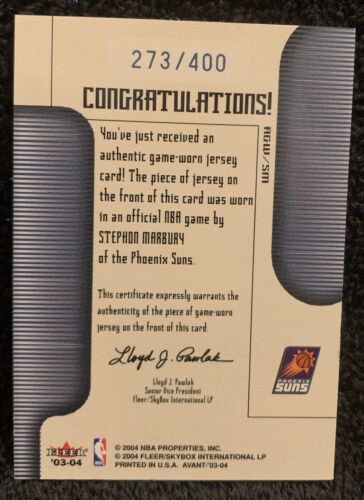 273/400
CONGRATULATIONS!
AGW/SM
You've just received an
authentic game-worn jersey
card! The piece of jersey on
the front of this card was worn
in an official NBA game by
STEPHON MARBURY
of the Phoenix Suns.
This certificate expressly warrants the
authenticity of the piece of game-worn
jersey on the front of this card.
Lloyd J. Pawlak
Lloyd J. Pawlak
Senior Vice President
Fleer/SkyBox International LP
PHOENIX
SUNS
FLEER
'03-04
NBA
© 2004 NBA PROPERTIES, INC.
© 2004 FLEER/SKYBOX INTERNATIONAL LP
PRINTED IN U.S.A. AVANT/'03-04